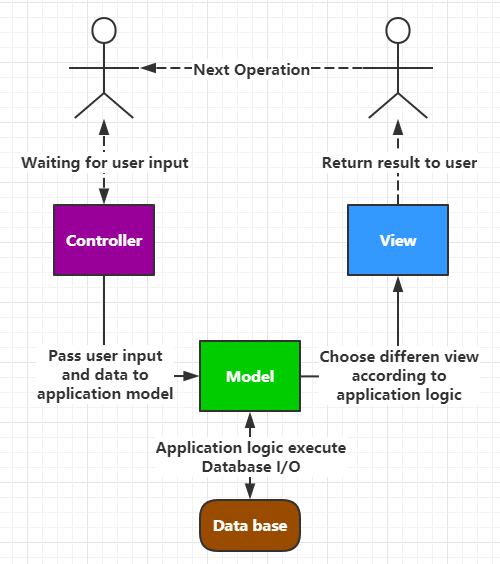 Next Operation
Waiting for user input
Return result to user
Controller
View
Pass user input
and data to
application model
Model
Choose differen view
according to
application logic
Application logic execute
Database I/O
Data base